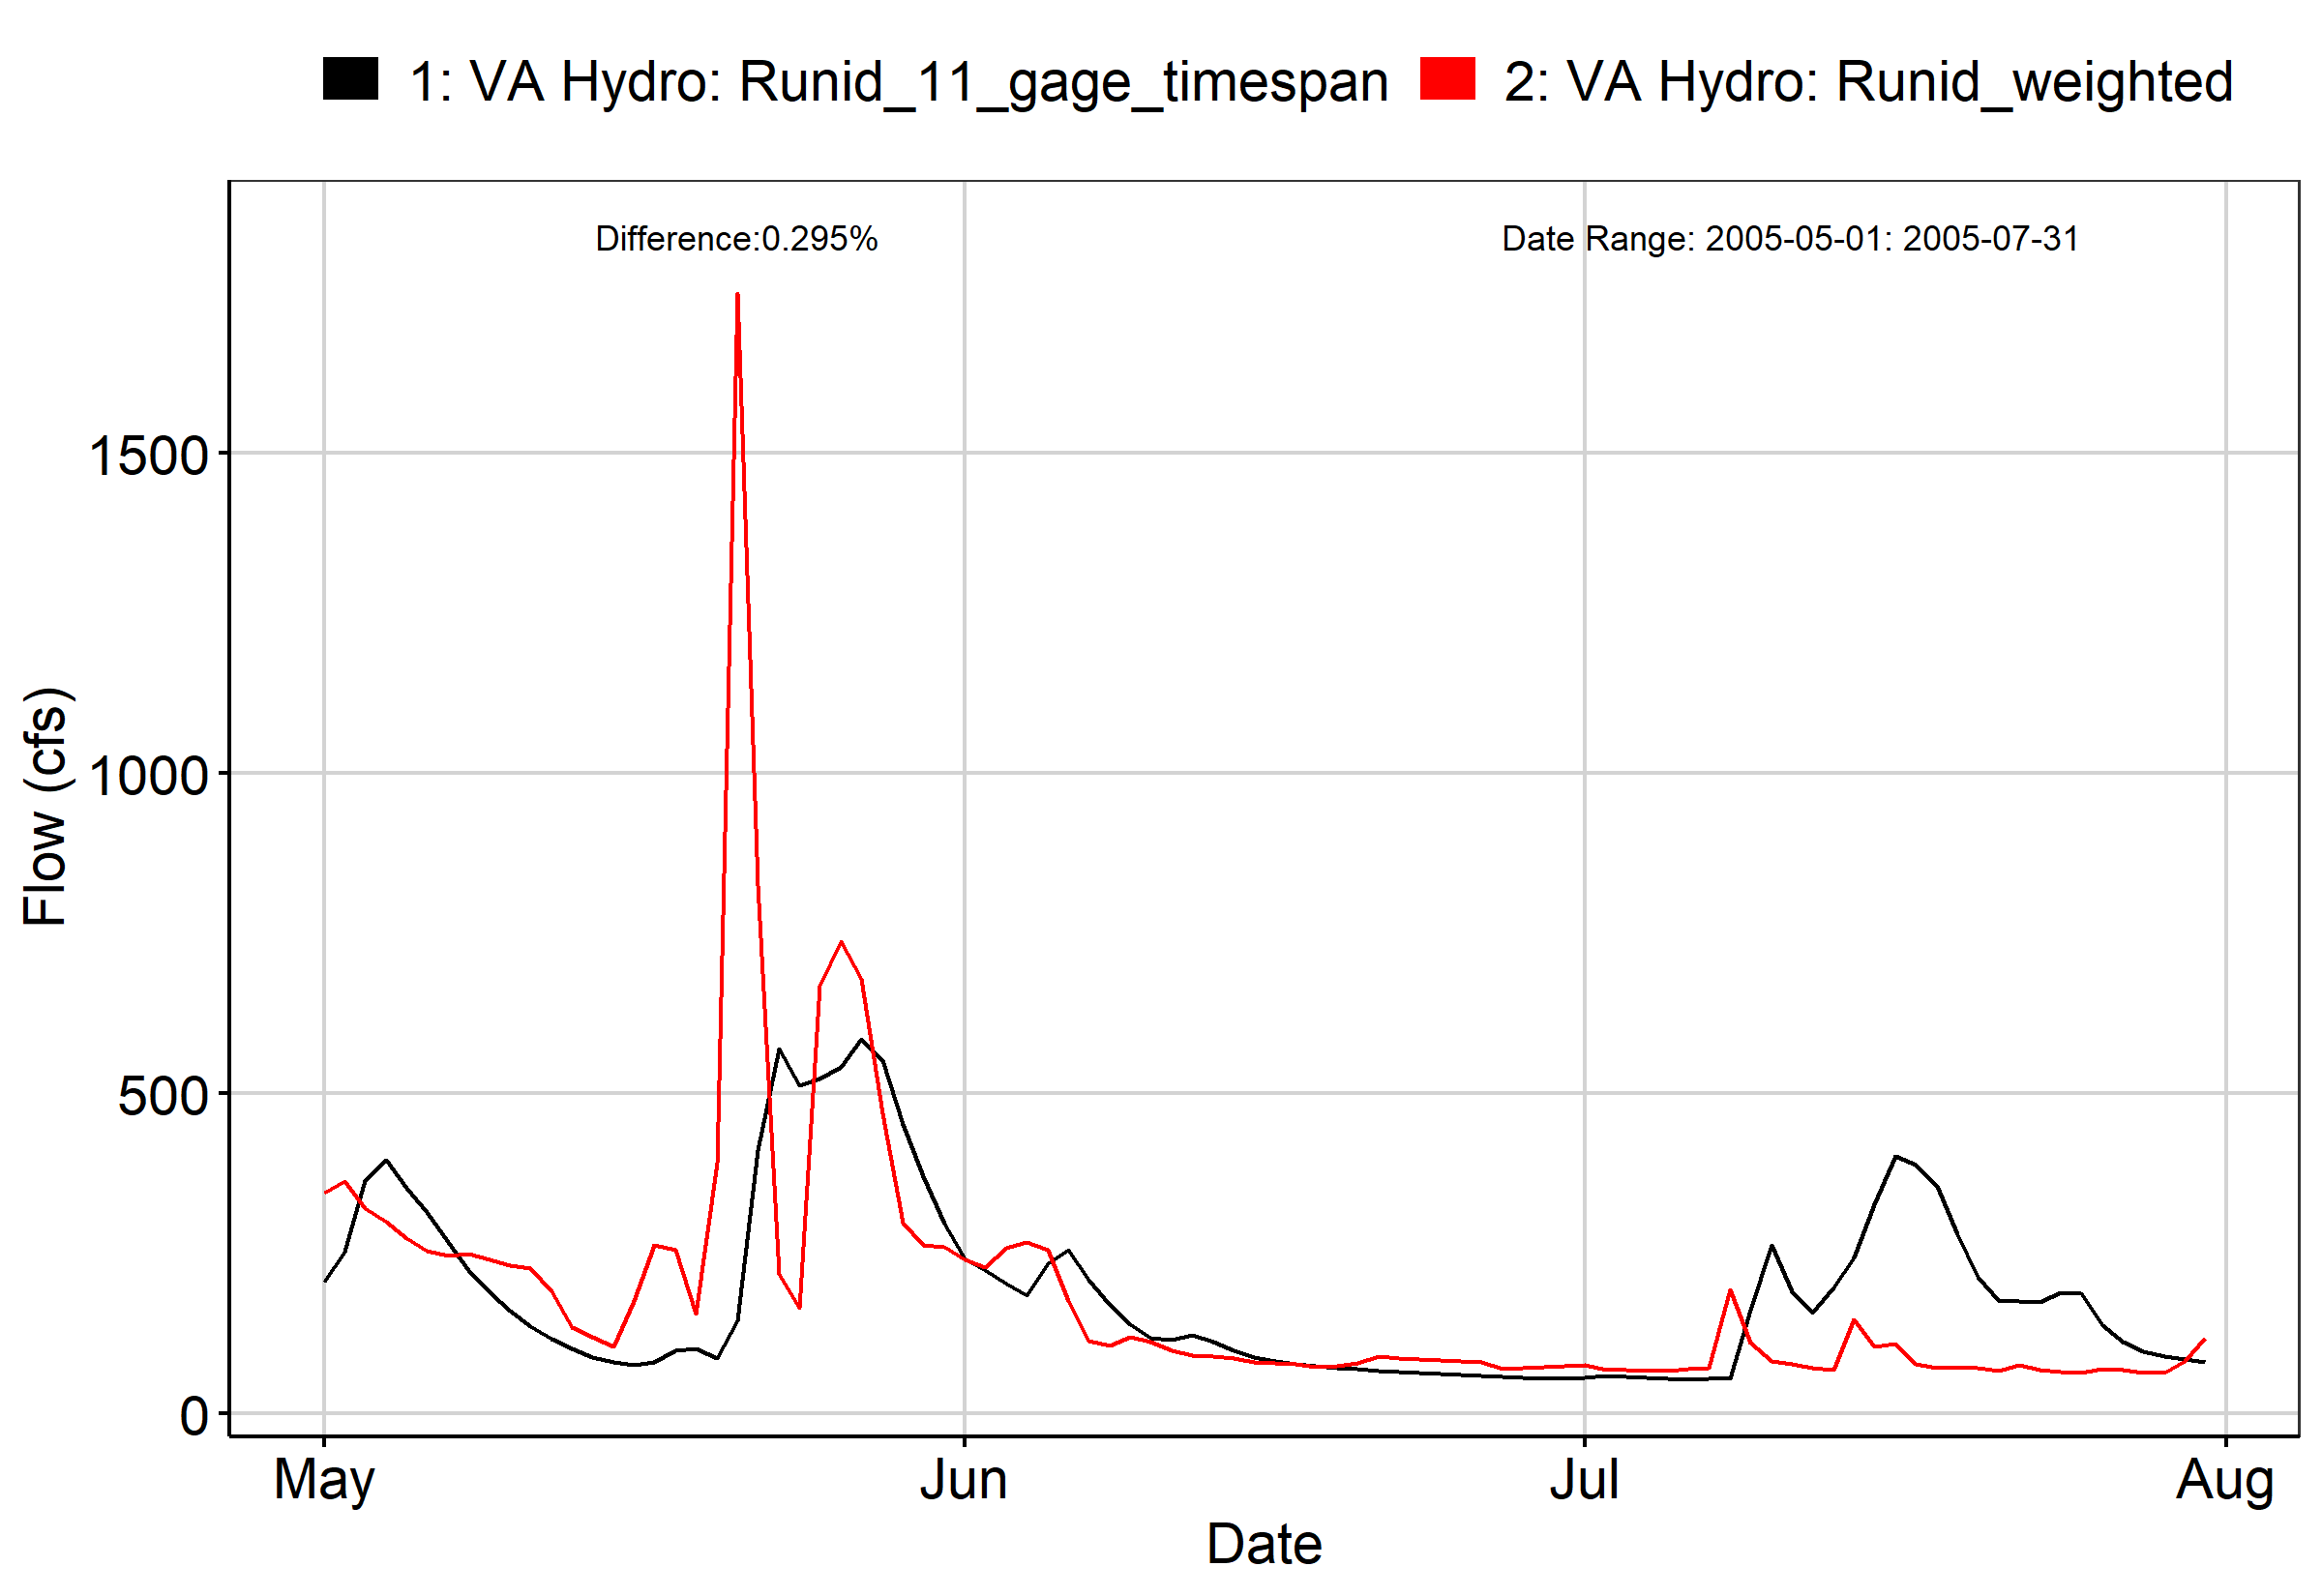 1: VA Hydro: Runid_11_gage_timespan 2: VA Hydro: Runid_weighted
Difference:0.295% Date Range: 2005-05-01: 2005-07-31
Flow (cfs)
1500
1000
500
0
May Jun Jul Aug
Date